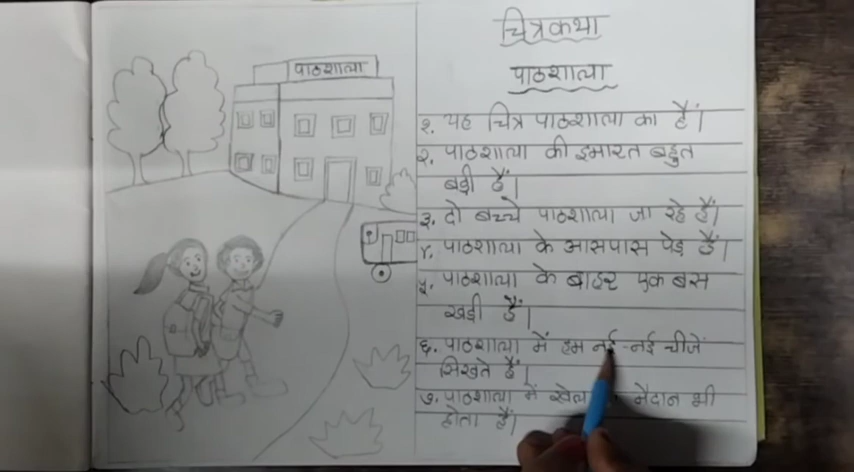 पाठशाला
चित्रकथा
पाठशाला
१. यह चित्र पाठशाला का हैं।
२. पाठशाला की इमारत बहुत
बड़ी हैं।
३. दो बच्चे पाठशाला जा रहे हैं।
४. पाठशाला के आसपास पेड़ हैं।
५. पाठशाला के बाहर एक बस
खड़ी हैं।
६. पाठशाला में हम नई-नई चीजें
सिखते हैं।
७. पाठशाला में मैदान भी
होता हैं।